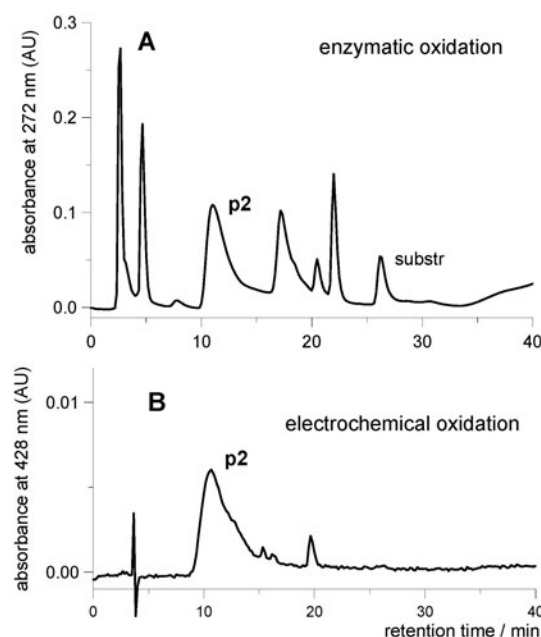 A
enzymatic oxidation
absorbance at 272 nm (AU)
0.3
0.2
0.1
0.0
p2
substr
0 10 20 30 40
B
electrochemical oxidation
absorbance at 428 nm (AU)
0.01
0.00
p2
0 10 20 30 40
retention time / min